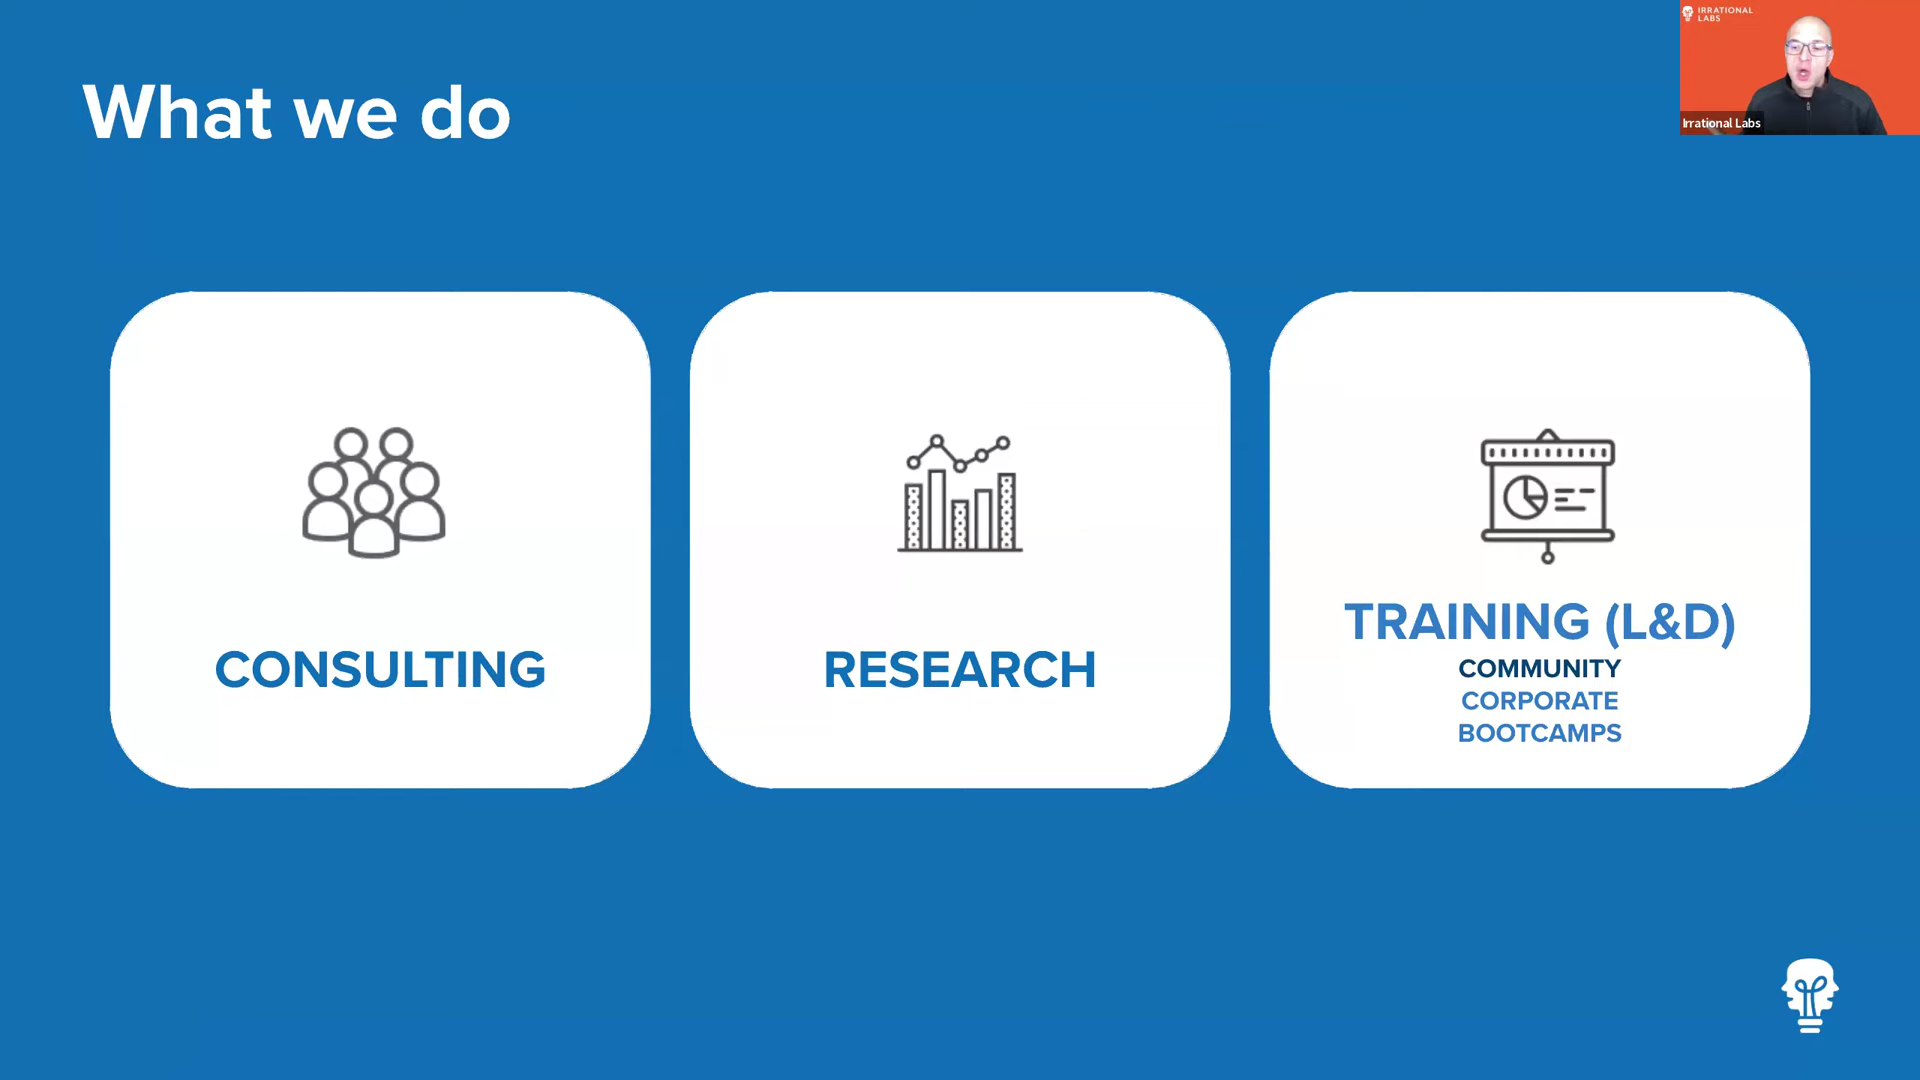 What we do
IRRATIONAL
LABS
Irrational Labs
CONSULTING
RESEARCH
TRAINING (L&D)
COMMUNITY
CORPORATE
BOOTCAMPS